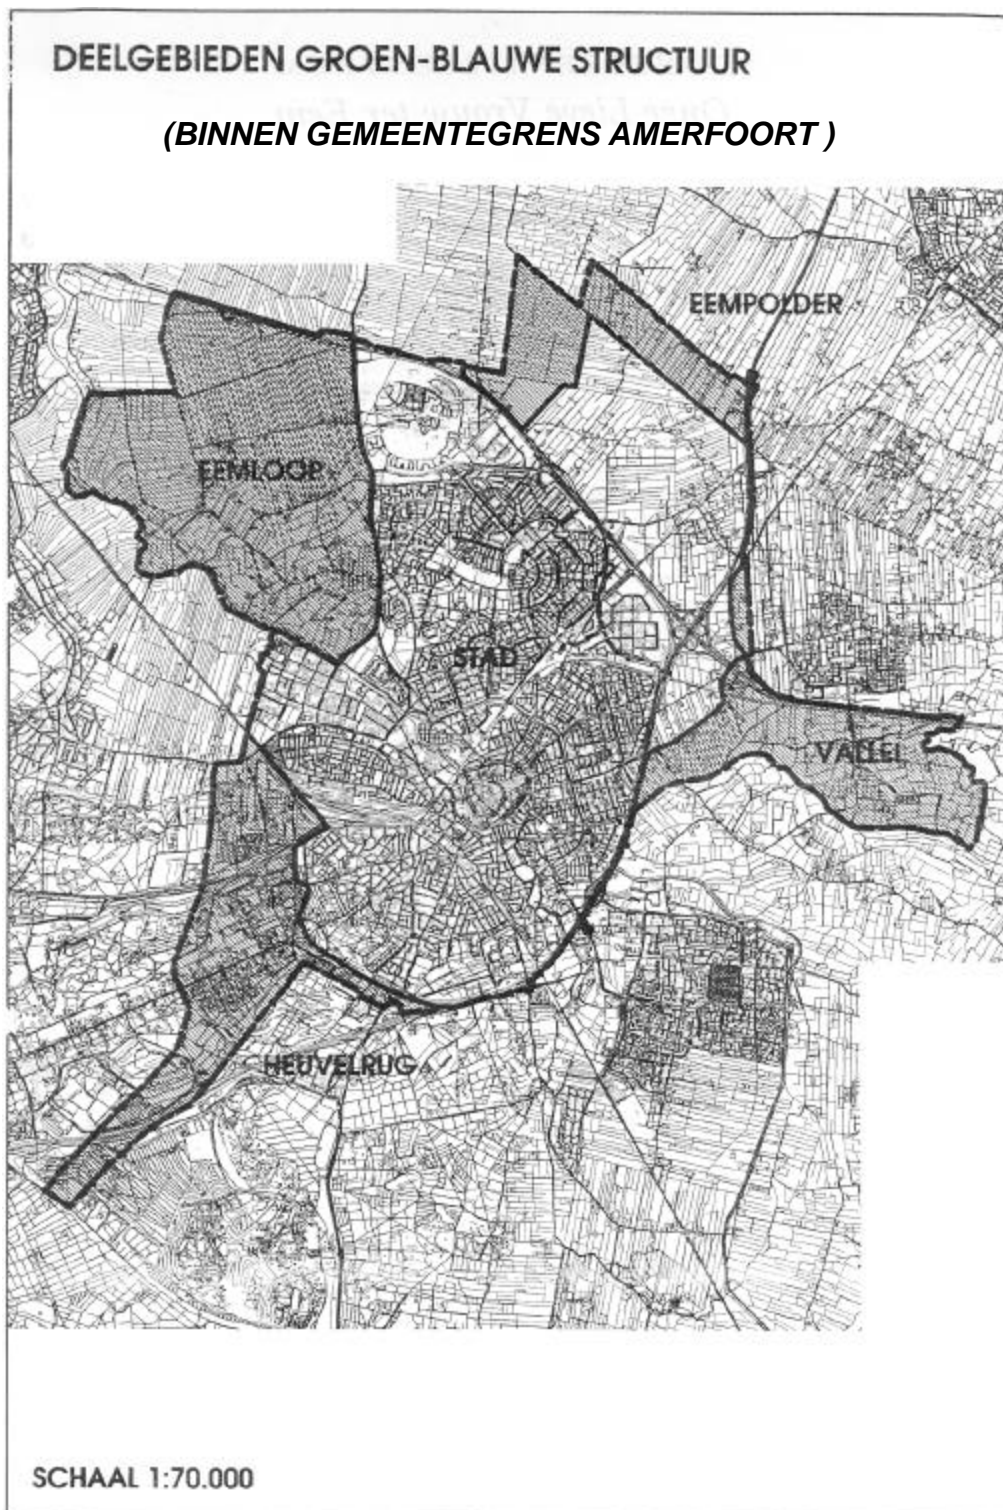 DEELGEBIEDEN GROEN-BLAUWE STRUCTUUR
(BINNEN GEMEENTEGRENS AMERFOORT )
EEMPOLDER
EEMLOOP
STAD
VALLEI
HEUVELRUG
SCHAAL 1:70.000